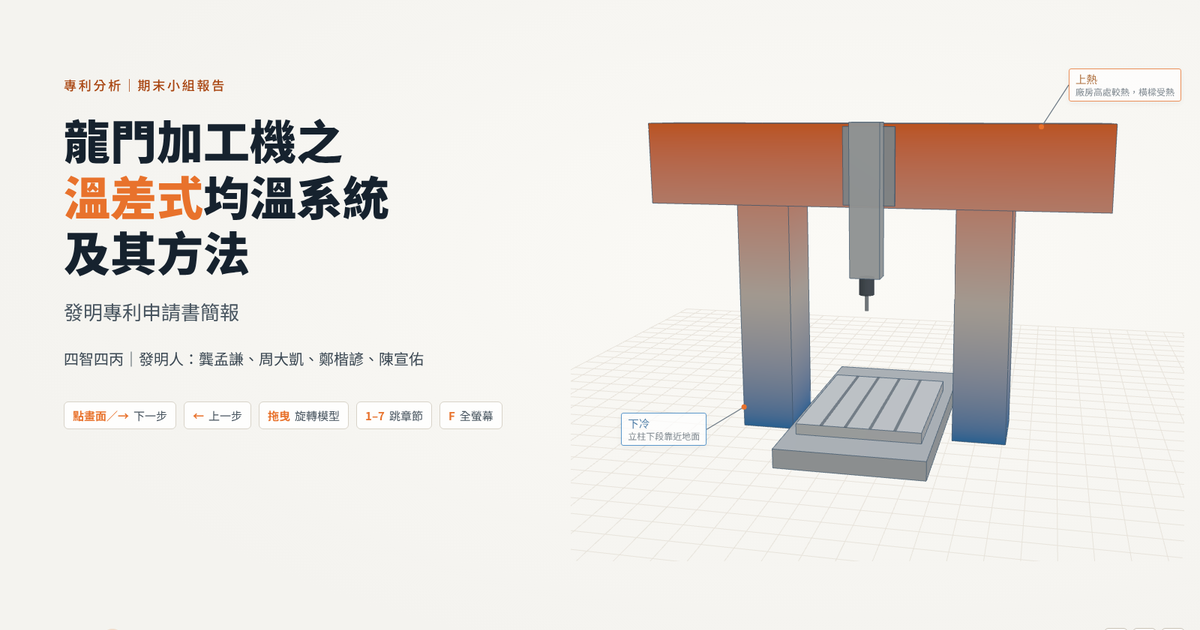 專利分析｜期末小組報告
龍門加工機之
溫差式均溫系統
及其方法
發明專利申請書簡報
四智四丙｜發明人：龔孟謙、周大凱、鄭楷諺、陳宣佑
點畫面／→ 下一步
← 上一步
拖曳 旋轉模型
1–7 跳章節
F 全螢幕
上熱
廠房高處較熱，橫樑受熱
下冷
立柱下段靠近地面